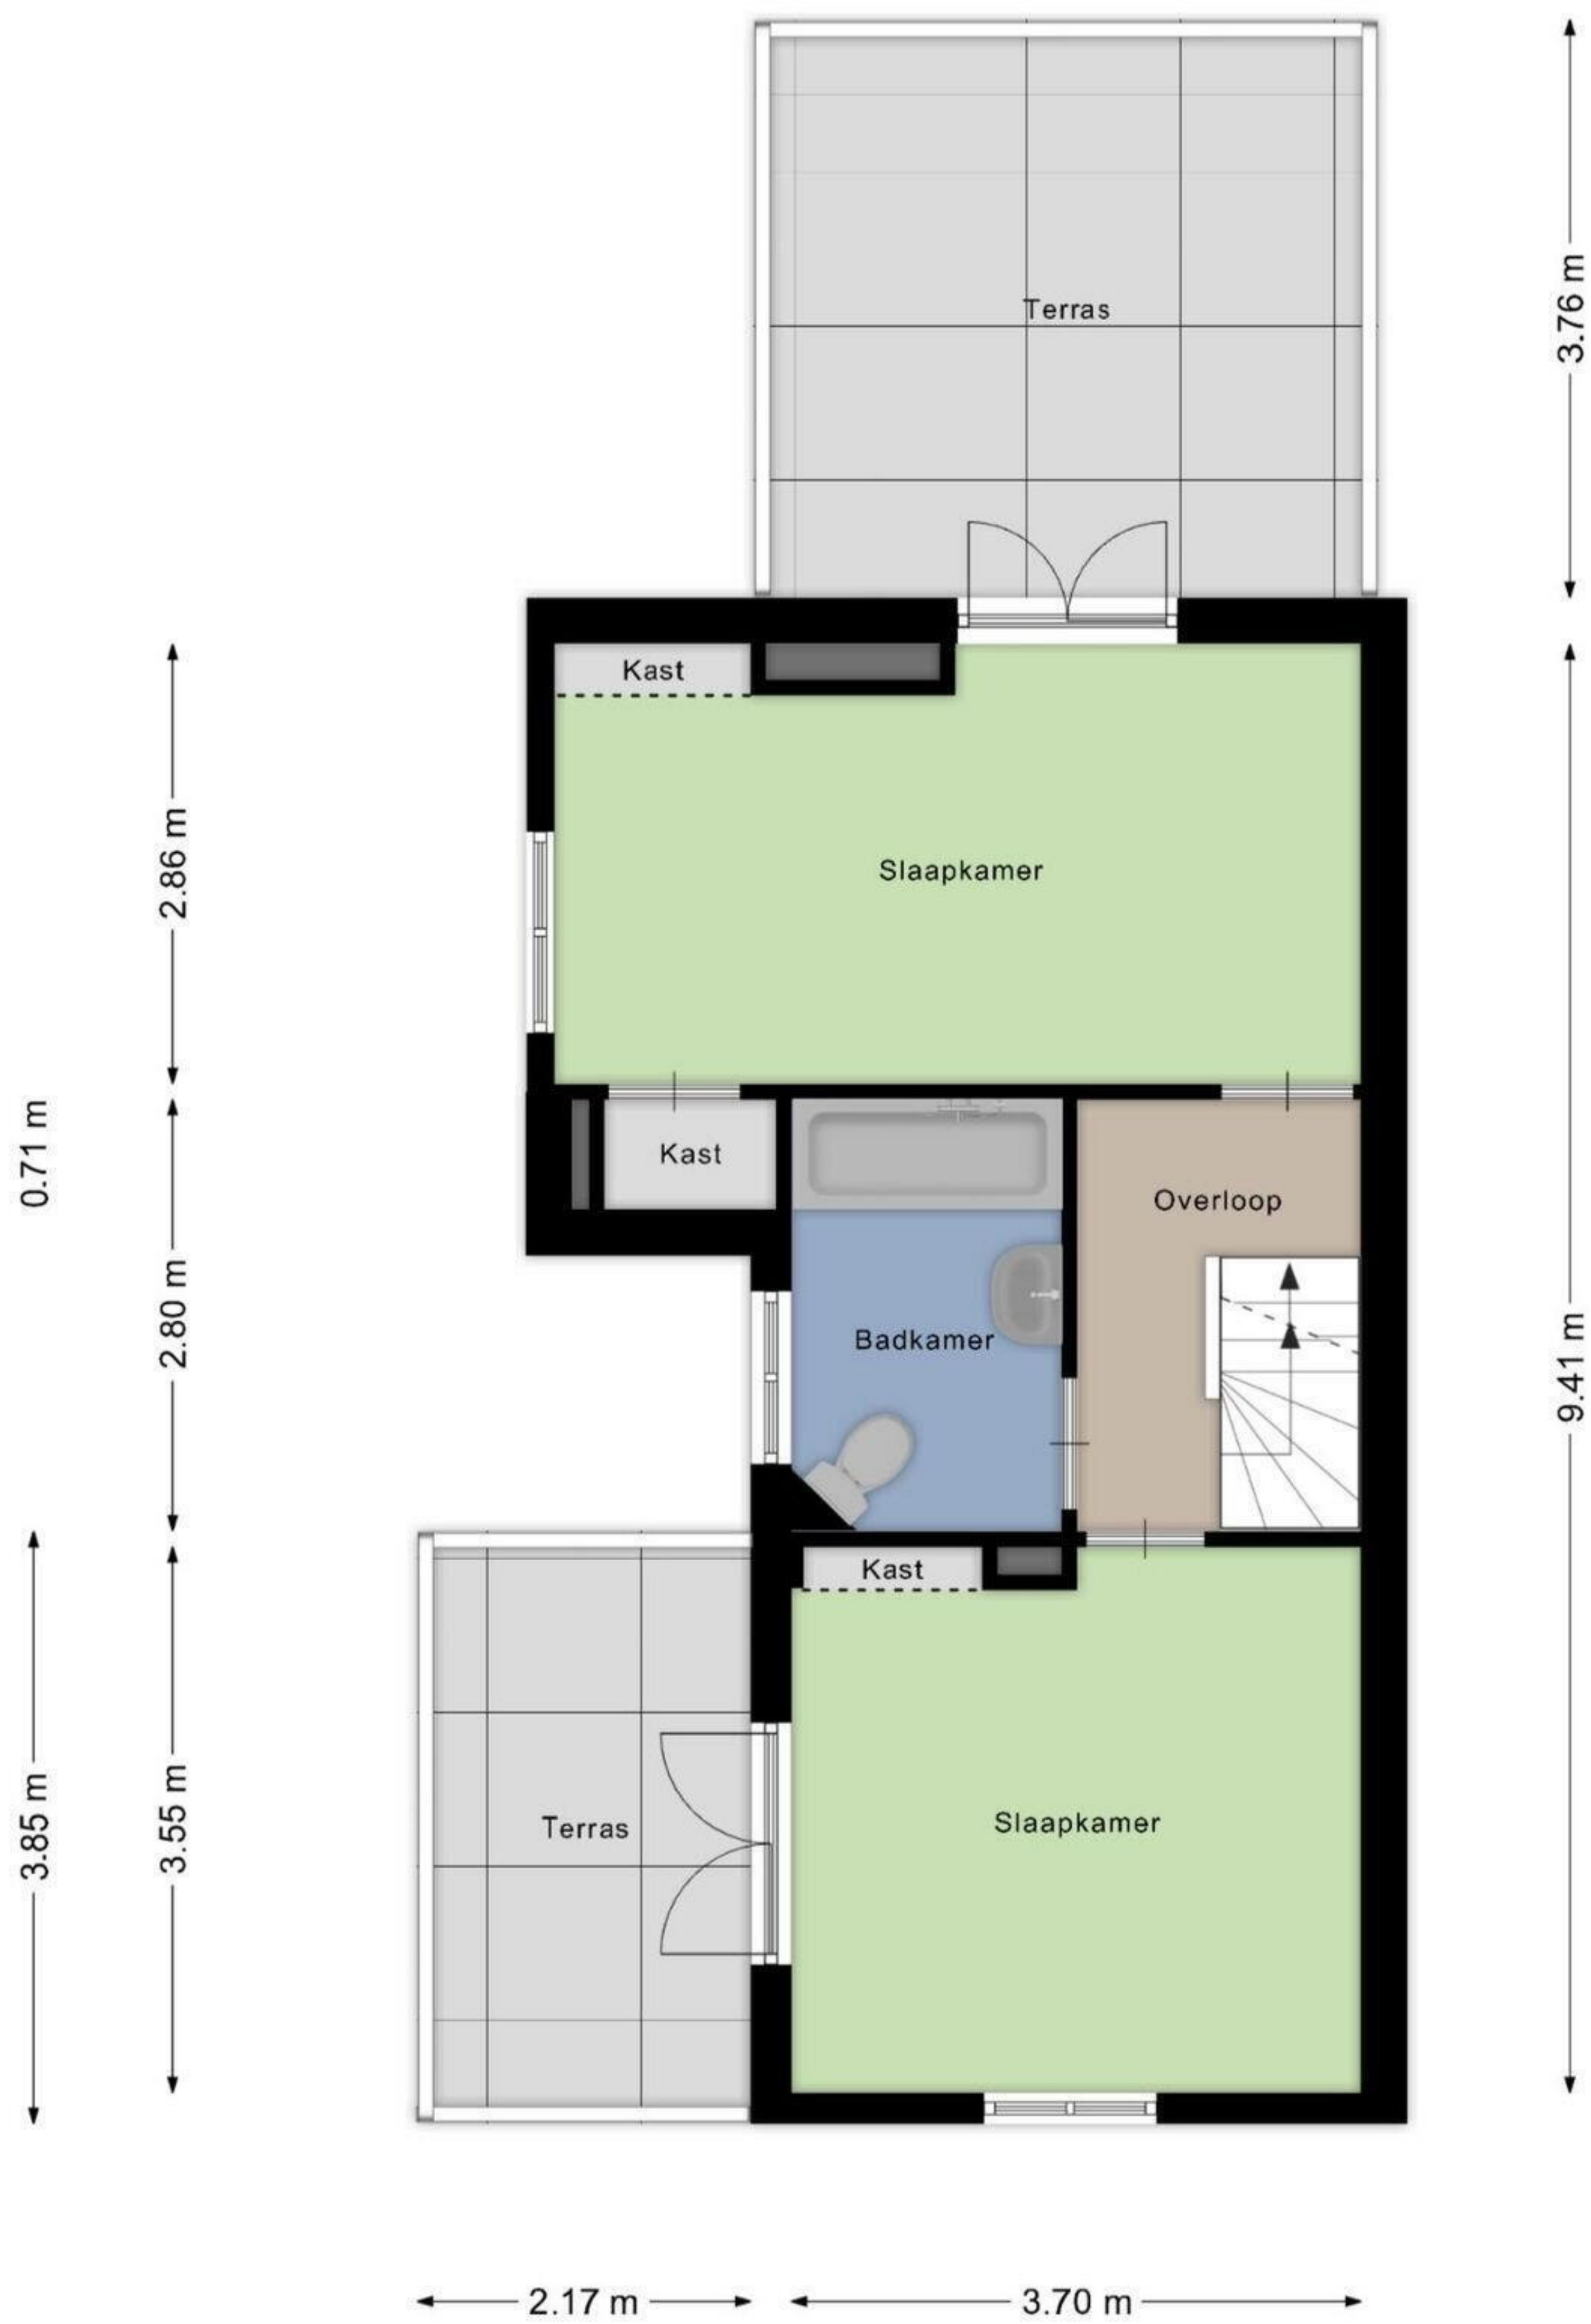 Terras
3.76 m
Kast
Slaapkamer
2.86 m
0.71 m
Kast
Overloop
2.80 m
Badkamer
9.41 m
Kast
Terras
Slaapkamer
3.85 m
3.55 m
2.17 m
3.70 m